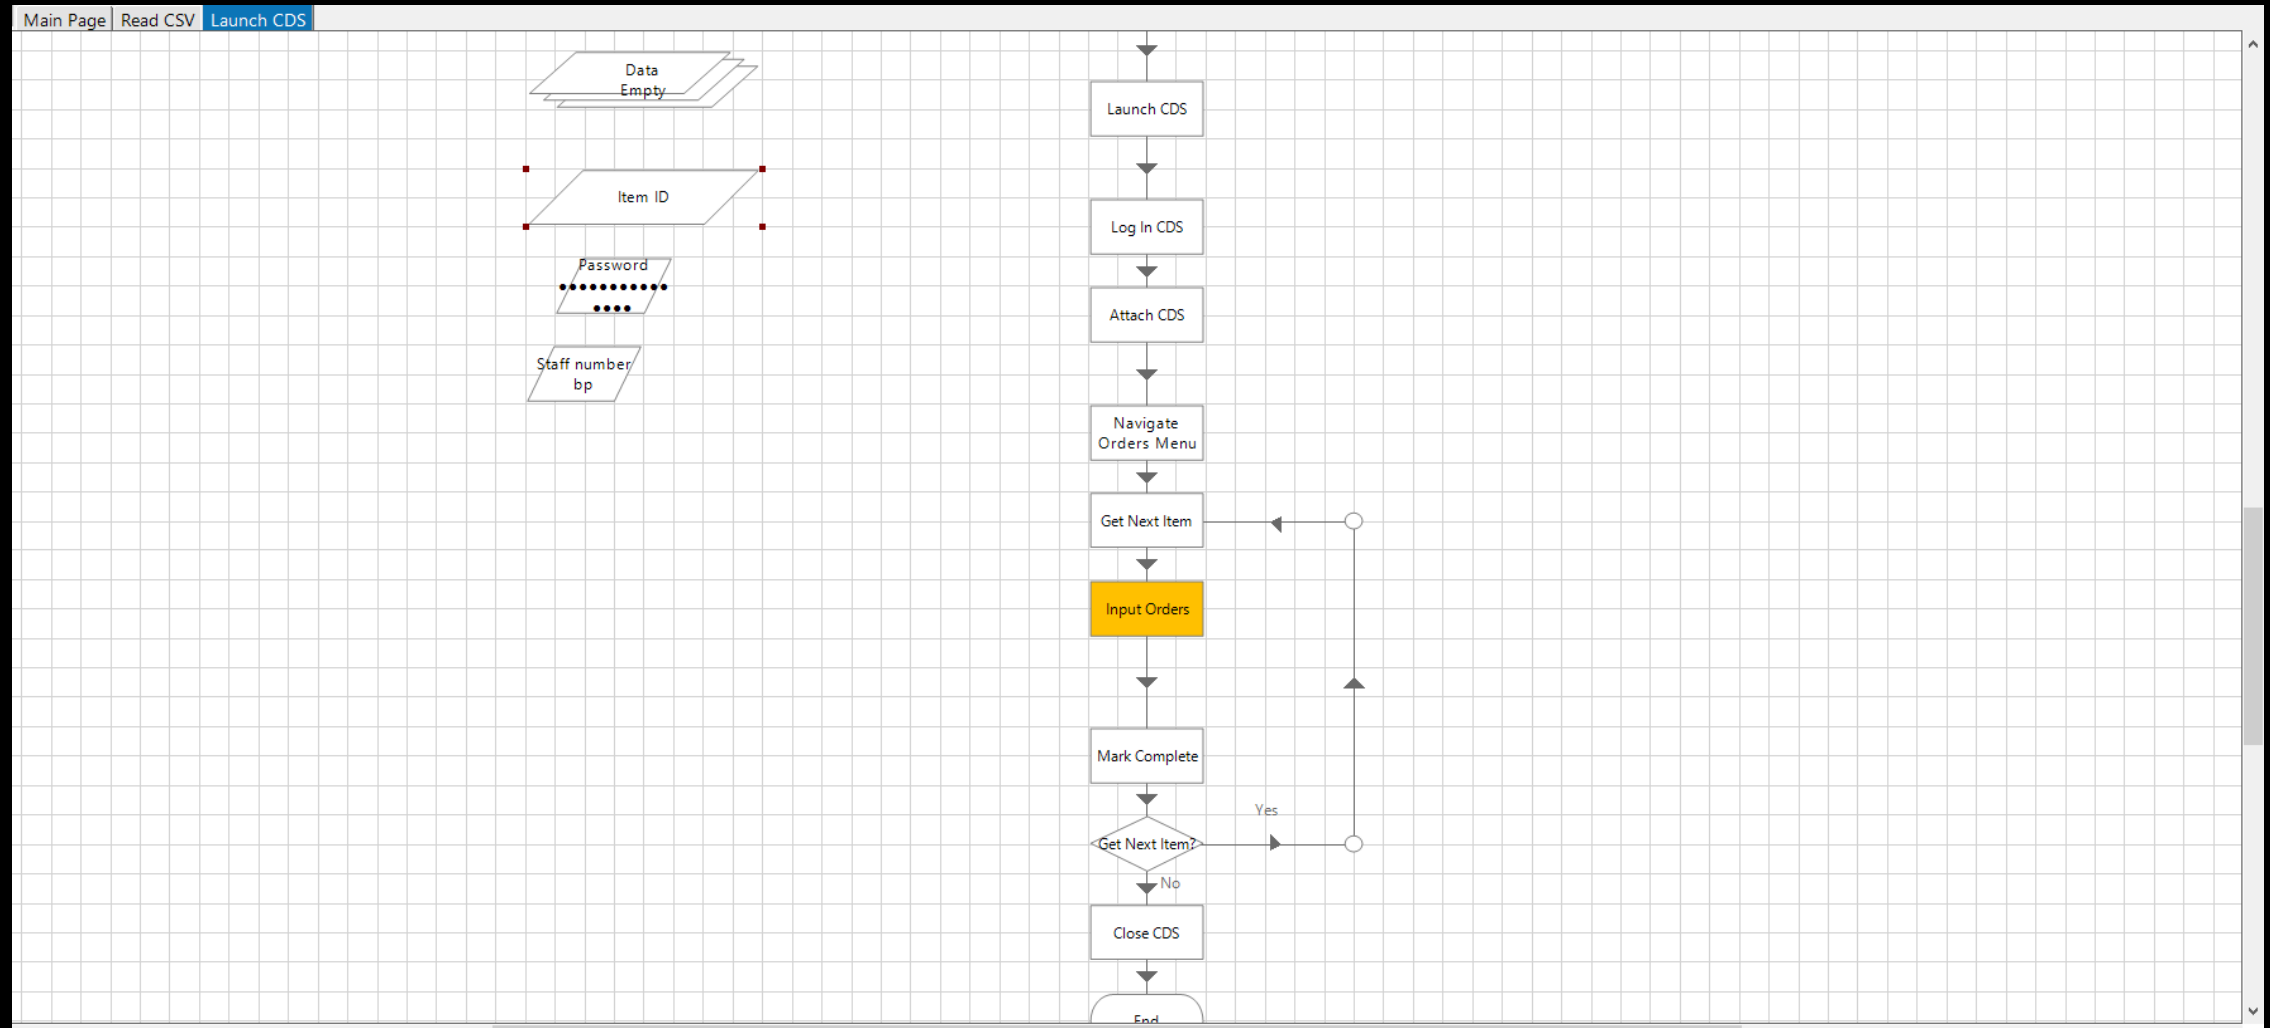 Main Page
Read CSV
Launch CDS
Data
Empty
Item ID
Password
•••••••••••
••••
Staff number
bp
Launch CDS
Log In CDS
Attach CDS
Navigate
Orders Menu
Get Next Item
Input Orders
Mark Complete
Yes
Get Next Item?
No
Close CDS
End